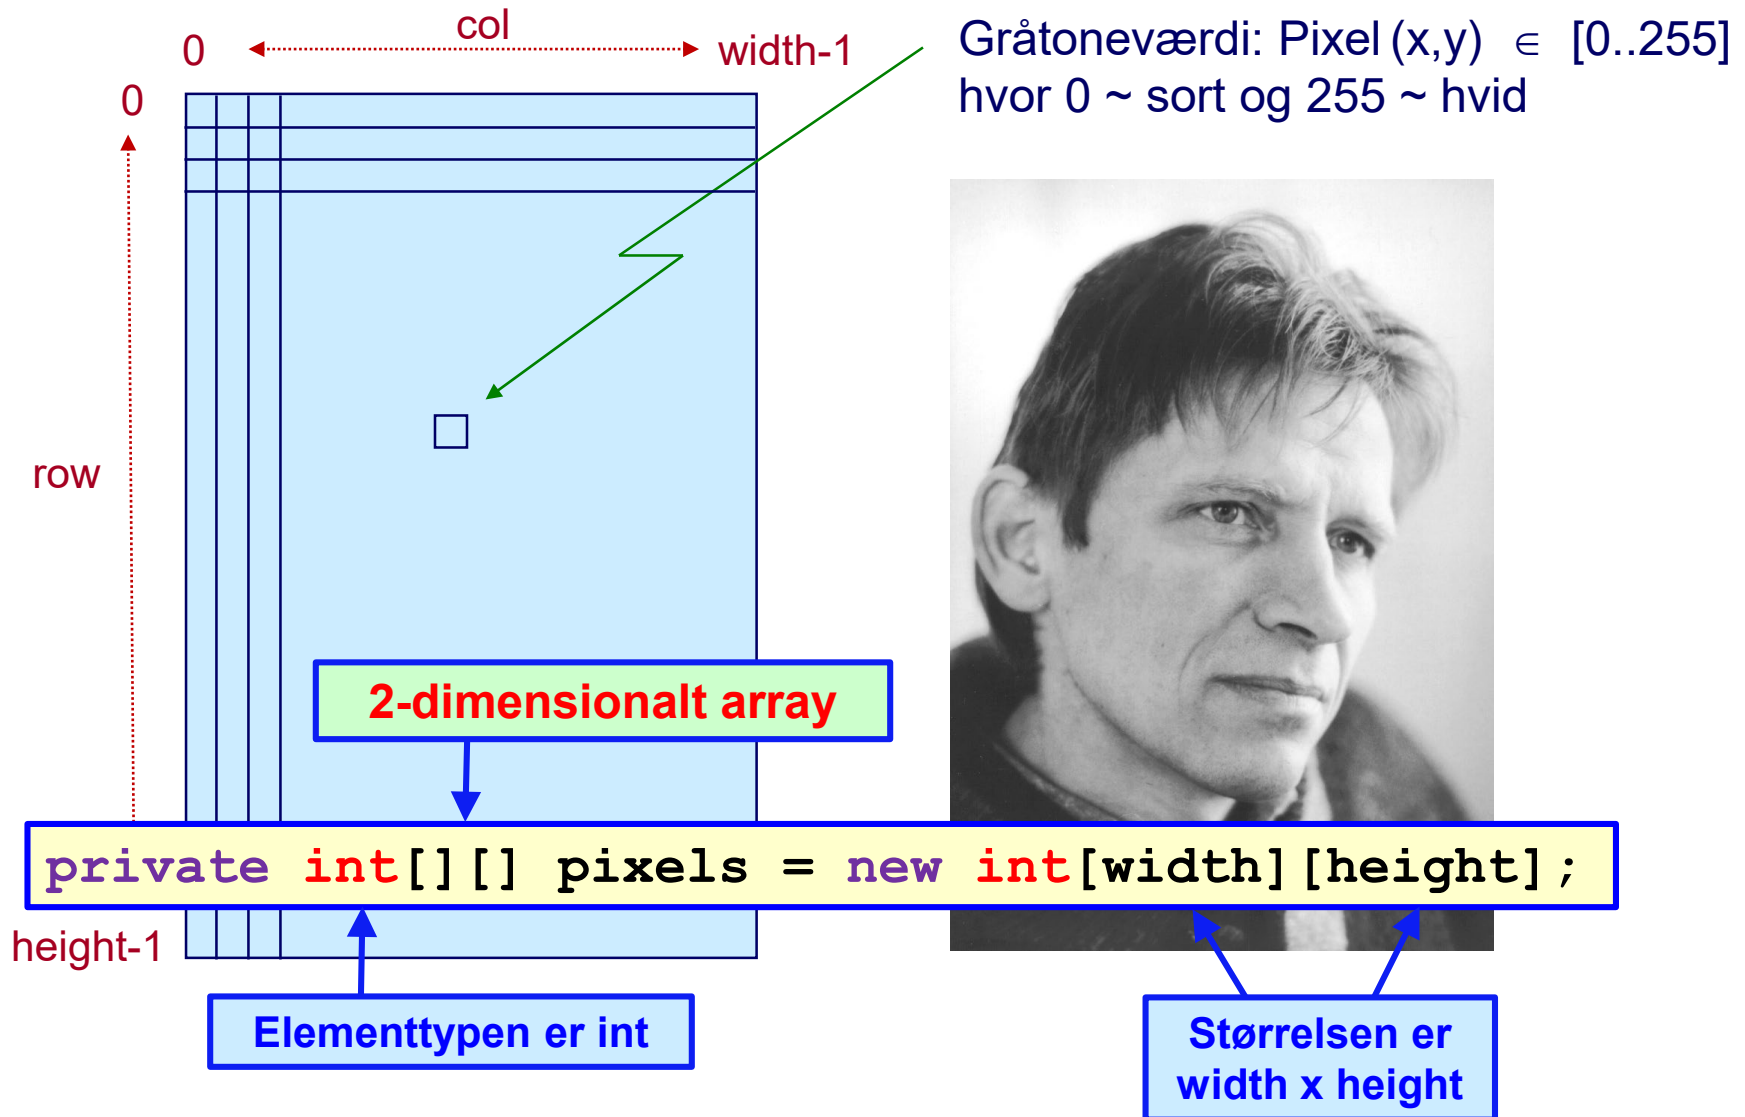 col
0
width-1
Gråtoneværdi: Pixel (x,y) ∈ [0..255]
hvor 0 ~ sort og 255 ~ hvid
0
row
2-dimensionalt array
private int[][] pixels = new int[width][height];
height-1
Elementtypen er int
Størrelsen er
width x height